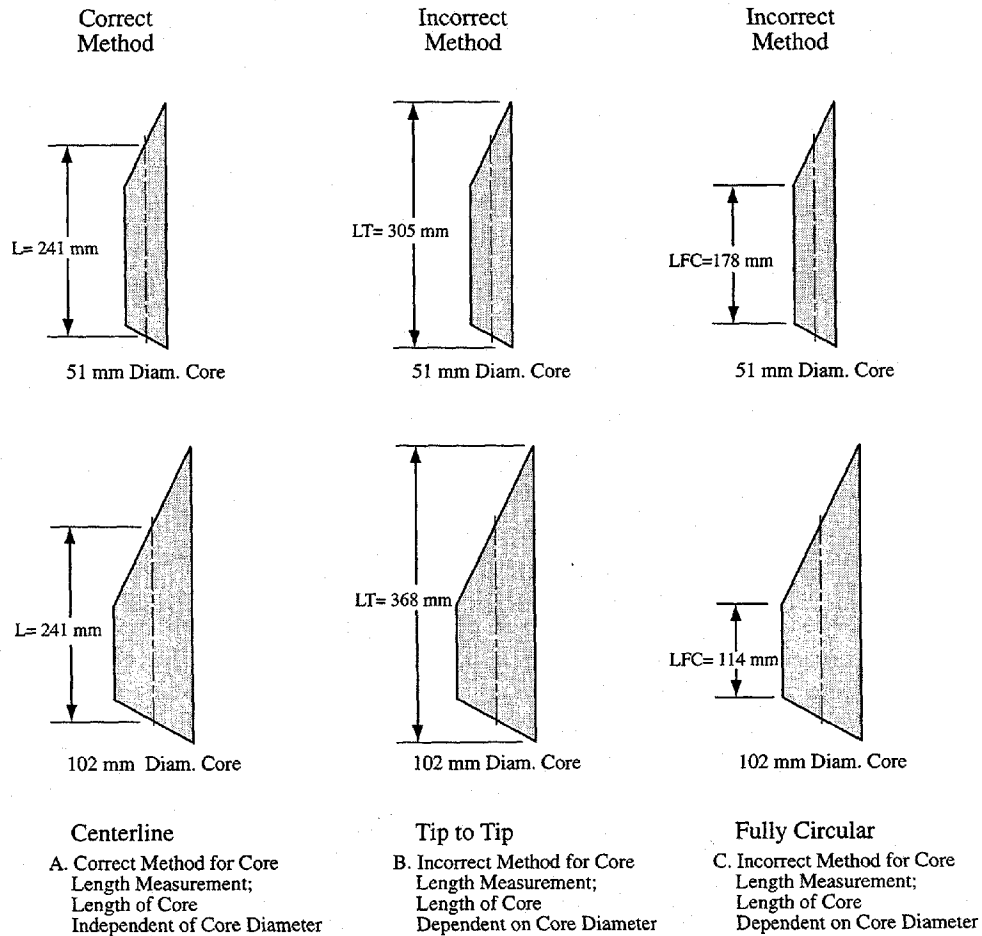 Correct
Method
Incorrect
Method
Incorrect
Method
L= 241 mm
LT= 305 mm
LFC=178 mm
51 mm Diam. Core
51 mm Diam. Core
51 mm Diam. Core
L= 241 mm
LT= 368 mm
LFC= 114 mm
102 mm Diam. Core
102 mm Diam. Core
102 mm Diam. Core
Centerline
A. Correct Method for Core
Length Measurement;
Length of Core
Independent of Core Diameter
Tip to Tip
B. Incorrect Method for Core
Length Measurement;
Length of Core
Dependent on Core Diameter
Fully Circular
C. Incorrect Method for Core
Length Measurement;
Length of Core
Dependent on Core Diameter